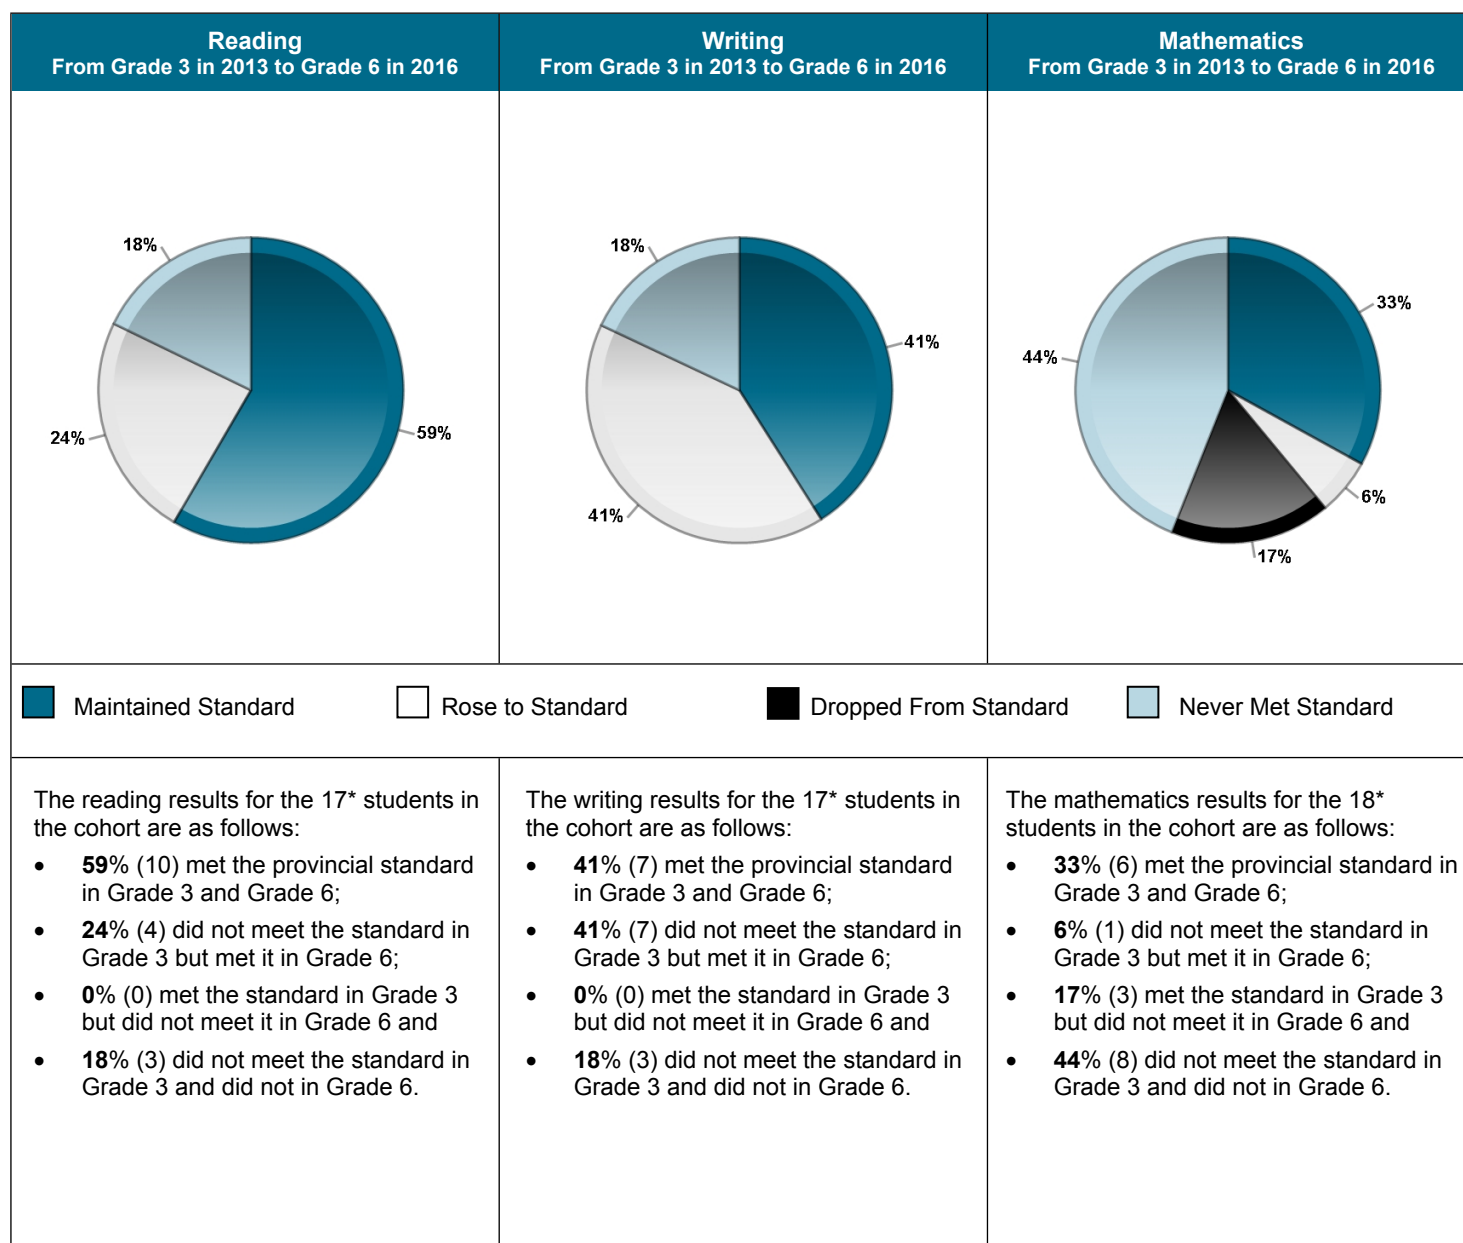 Reading
From Grade 3 in 2013 to Grade 6 in 2016
Writing
From Grade 3 in 2013 to Grade 6 in 2016
Mathematics
From Grade 3 in 2013 to Grade 6 in 2016
18%
24%
59%
18%
41%
41%
33%
44%
6%
17%
Maintained Standard
Rose to Standard
Dropped From Standard
Never Met Standard
The reading results for the 17* students in
the cohort are as follows:
• 59% (10) met the provincial standard
in Grade 3 and Grade 6;
• 24% (4) did not meet the standard in
Grade 3 but met it in Grade 6;
• 0% (0) met the standard in Grade 3
but did not meet it in Grade 6 and
• 18% (3) did not meet the standard in
Grade 3 and did not in Grade 6.
The writing results for the 17* students in
the cohort are as follows:
• 41% (7) met the provincial standard
in Grade 3 and Grade 6;
• 41% (7) did not meet the standard in
Grade 3 but met it in Grade 6;
• 0% (0) met the standard in Grade 3
but did not meet it in Grade 6 and
• 18% (3) did not meet the standard in
Grade 3 and did not in Grade 6.
The mathematics results for the 18*
students in the cohort are as follows:
• 33% (6) met the provincial standard in
Grade 3 and Grade 6;
• 6% (1) did not meet the standard in
Grade 3 but met it in Grade 6;
• 17% (3) met the standard in Grade 3
but did not meet it in Grade 6 and
• 44% (8) did not meet the standard in
Grade 3 and did not in Grade 6.